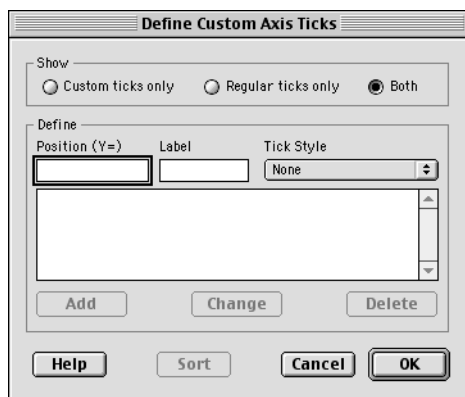 Define Custom Axis Ticks
Show
Custom ticks only Regular ticks only Both
Define
Position (Y=) Label Tick Style
None
Add Change Delete
Help Sort Cancel OK